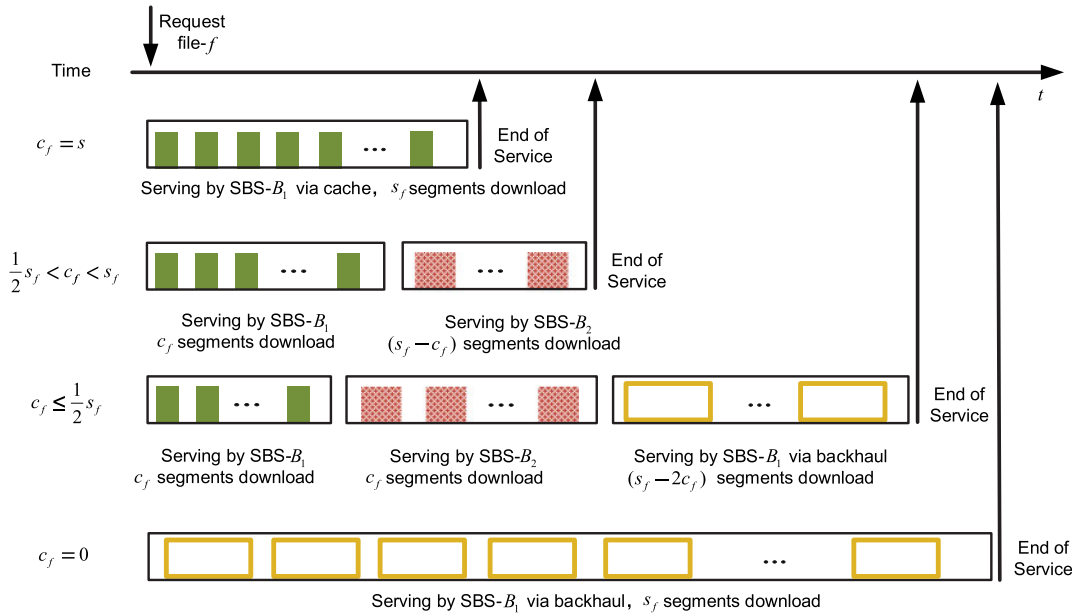 Request
file-f
Time
t
c_f = s
End of
Service
Serving by SBS-B_1 via cache, s_f segments download
1/2 s_f < c_f < s_f
End of
Service
Serving by SBS-B_1
c_f segments download
Serving by SBS-B_2
(s_f − c_f) segments download
c_f ≤ 1/2 s_f
End of
Service
Serving by SBS-B_1
c_f segments download
Serving by SBS-B_2
c_f segments download
Serving by SBS-B_1 via backhaul
(s_f − 2c_f) segments download
c_f = 0
End of
Service
Serving by SBS-B_1 via backhaul, s_f segments download